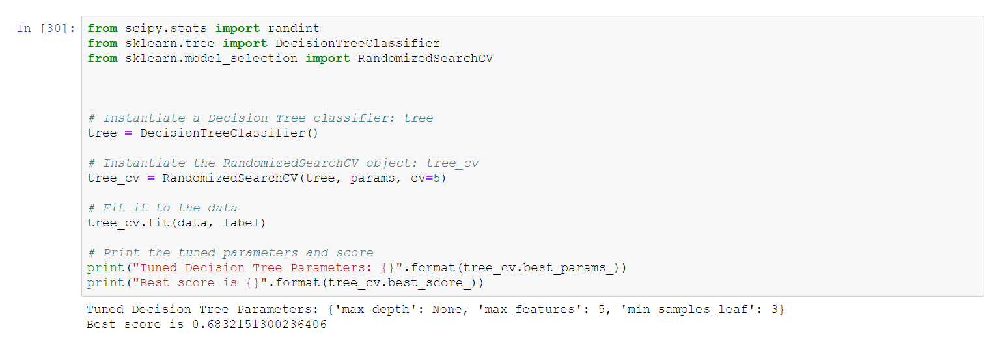 In [30]: from scipy.stats import randint
from sklearn.tree import DecisionTreeClassifier
from sklearn.model_selection import RandomizedSearchCV
# Instantiate a Decision Tree classifier: tree
tree = DecisionTreeClassifier()
# Instantiate the RandomizedSearchCV object: tree_cv
tree_cv = RandomizedSearchCV(tree, params, cv=5)
# Fit it to the data
tree_cv.fit(data, label)
# Print the tuned parameters and score
print("Tuned Decision Tree Parameters: {}".format(tree_cv.best_params_))
print("Best score is {}".format(tree_cv.best_score_))
Tuned Decision Tree Parameters: {'max_depth': None, 'max_features': 5, 'min_samples_leaf': 3}
Best score is 0.6832151300236406